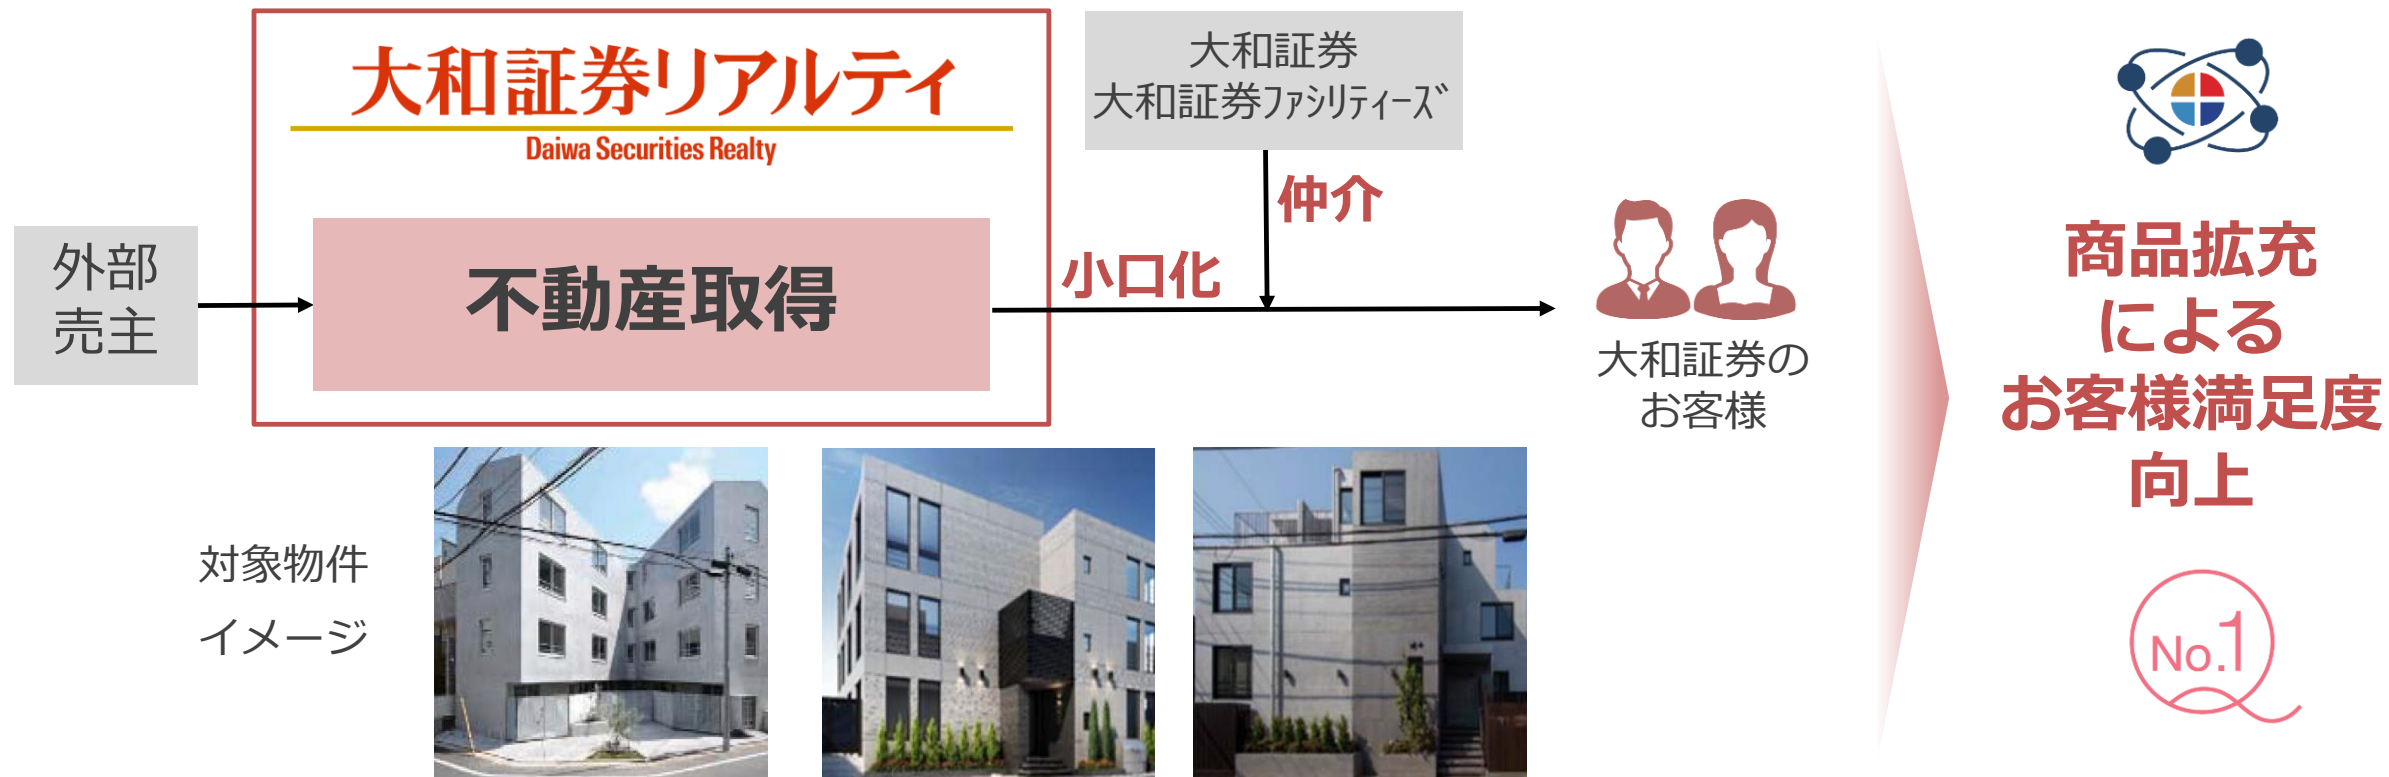 大和証券リアルティ
Daiwa Securities Realty
大和証券
大和証券ﾌｧｼﾘﾃｨｰｽﾞ
仲介
外部
売主
不動産取得
小口化
大和証券の
お客様
対象物件
イメージ
商品拡充
による
お客様満足度
向上
No.1